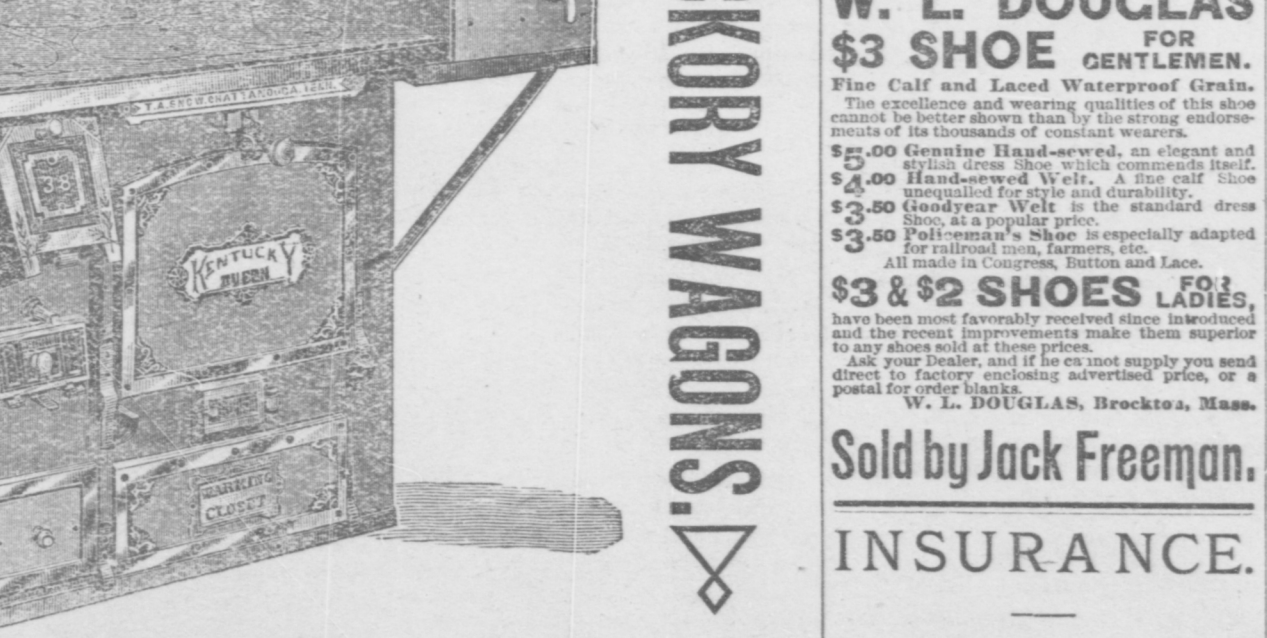 T. A. SNOW, CHATTANOOGA, TENN.
38
KENTUCKY
QUEEN
WARMING
CLOSET
KORY WAGONS.
W. L. DOUGLAS
$3 SHOE FOR GENTLEMEN.
Fine Calf and Laced Waterproof Grain.
The excellence and wearing qualities of this shoe
cannot be better shown than by the strong endorse-
ments of its thousands of constant wearers.
$5.00 Genuine Hand-sewed, an elegant and
stylish dress Shoe which commends itself.
$4.00 Hand-sewed Welt. A fine calf Shoe
unequalled for style and durability.
$3.50 Goodyear Welt is the standard dress
Shoe, at a popular price.
$3.50 Policeman's Shoe is especially adapted
for railroad men, farmers, etc.
All made in Congress, Button and Lace.
$3 & $2 SHOES FOR LADIES,
have been most favorably received since introduced
and the recent improvements make them superior
to any shoes sold at these prices.
Ask your Dealer, and if he cannot supply you send
direct to factory enclosing advertised price, or a
postal for order blanks.
W. L. DOUGLAS, Brockton, Mass.
Sold by Jack Freeman.
INSURANCE.